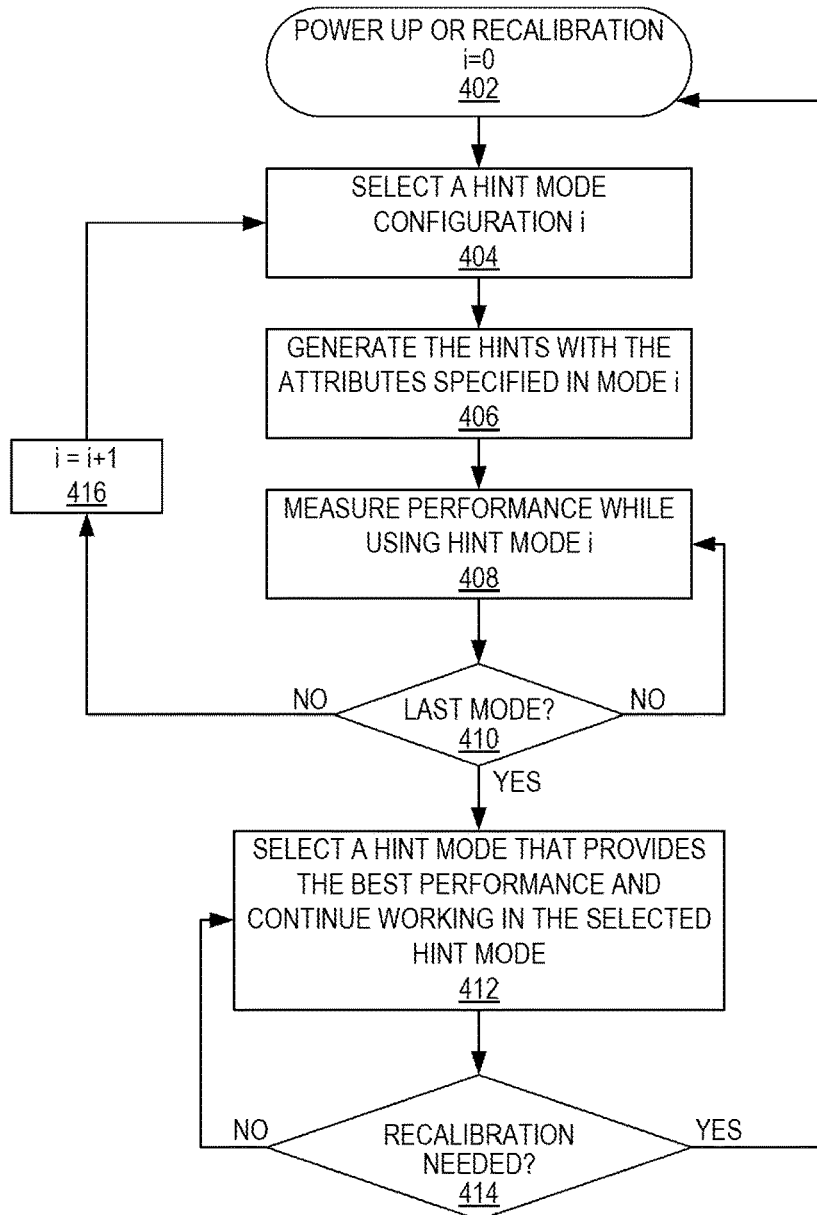 POWER UP OR RECALIBRATION
i=0
402
SELECT A HINT MODE
CONFIGURATION i
404
GENERATE THE HINTS WITH THE
ATTRIBUTES SPECIFIED IN MODE i
406
i = i+1
416
MEASURE PERFORMANCE WHILE
USING HINT MODE i
408
NO
LAST MODE?
410
NO
YES
SELECT A HINT MODE THAT PROVIDES
THE BEST PERFORMANCE AND
CONTINUE WORKING IN THE SELECTED
HINT MODE
412
NO
RECALIBRATION
NEEDED?
414
YES